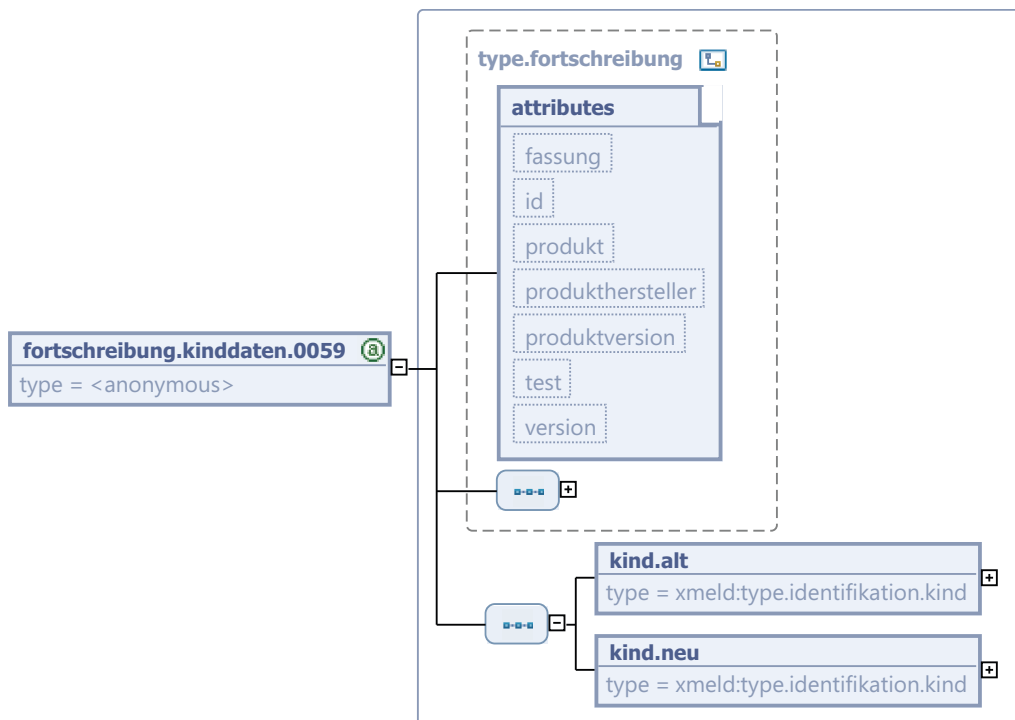 type.fortschreibung
attributes
fassung
id
produkt
produkthersteller
produktversion
test
version
fortschreibung.kinddaten.0059
type = <anonymous>
kind.alt
type = xmeld:type.identifikation.kind
kind.neu
type = xmeld:type.identifikation.kind